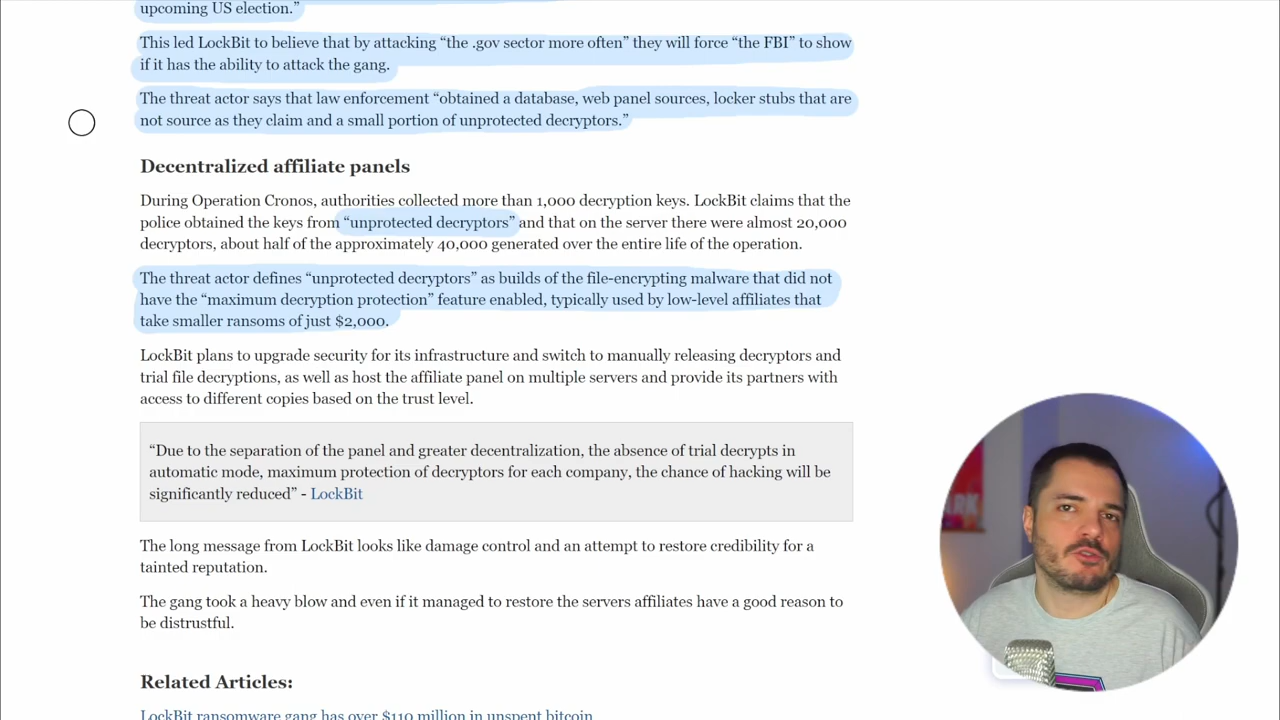 upcoming US election.”
This led LockBit to believe that by attacking “the .gov sector more often” they will force “the FBI” to show
if it has the ability to attack the gang.
The threat actor says that law enforcement “obtained a database, web panel sources, locker stubs that are
not source as they claim and a small portion of unprotected decryptors.”
Decentralized affiliate panels
During Operation Cronos, authorities collected more than 1,000 decryption keys. LockBit claims that the
police obtained the keys from “unprotected decryptors” and that on the server there were almost 20,000
decryptors, about half of the approximately 40,000 generated over the entire life of the operation.
The threat actor defines “unprotected decryptors” as builds of the file-encrypting malware that did not
have the “maximum decryption protection” feature enabled, typically used by low-level affiliates that
take smaller ransoms of just $2,000.
LockBit plans to upgrade security for its infrastructure and switch to manually releasing decryptors and
trial file decryptions, as well as host the affiliate panel on multiple servers and provide its partners with
access to different copies based on the trust level.
“Due to the separation of the panel and greater decentralization, the absence of trial decrypts in
automatic mode, maximum protection of decryptors for each company, the chance of hacking will be
significantly reduced” - LockBit
The long message from LockBit looks like damage control and an attempt to restore credibility for a
tainted reputation.
The gang took a heavy blow and even if it managed to restore the servers affiliates have a good reason to
be distrustful.
Related Articles:
LockBit ransomware gang has over $110 million in unspent bitcoin